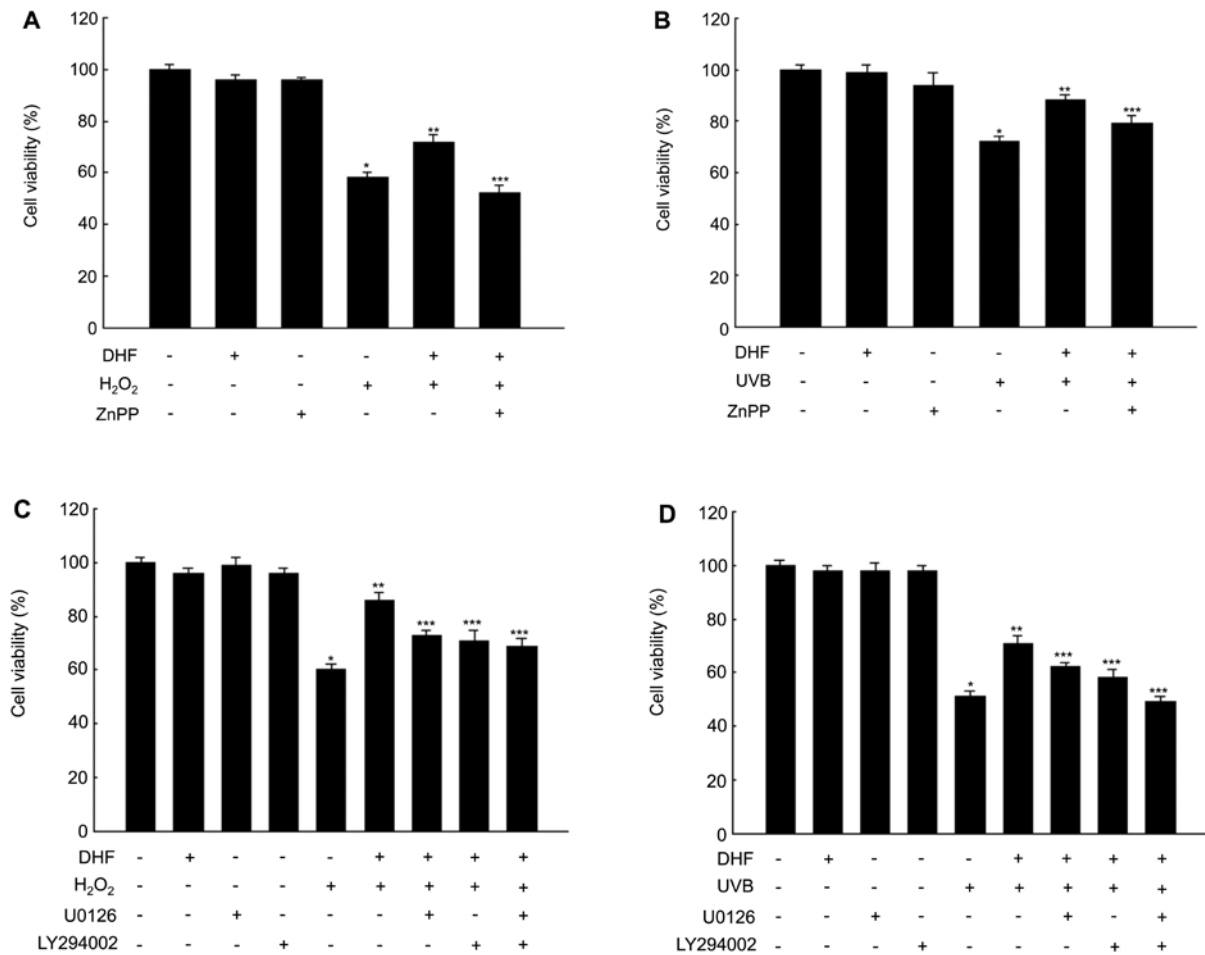 A
120
100
80
60
40
20
0
Cell viability (%)
* ** ***
DHF - + - - + +
H₂O₂ - - - + + +
ZnPP - - + - - +
B
120
100
80
60
40
20
0
Cell viability (%)
* ** ***
DHF - + - - + +
UVB - - - + + +
ZnPP - - + - - +
C
120
100
80
60
40
20
0
Cell viability (%)
* ** *** *** ***
DHF - + - - - + + + +
H₂O₂ - - - - + + + + +
U0126 - - + - - - + - +
LY294002 - - - + - - - + +
D
120
100
80
60
40
20
0
Cell viability (%)
* ** *** *** ***
DHF - + - - - + + + +
UVB - - - - + + + + +
U0126 - - + - - - + - +
LY294002 - - - + - - - + +